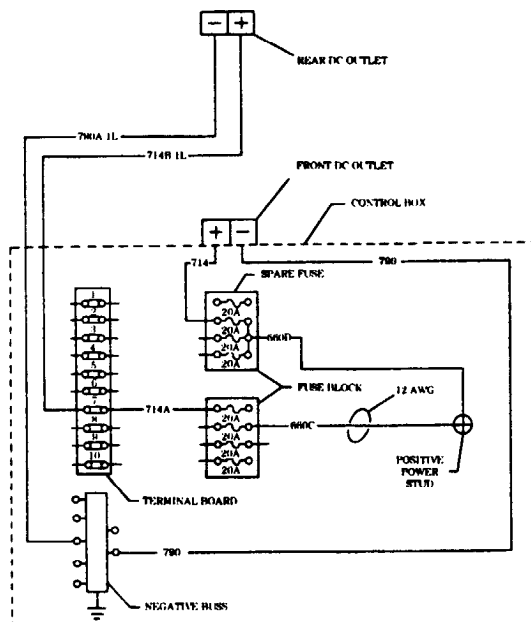 − +
REAR DC OUTLET
790A 1L
714B 1L
FRONT DC OUTLET
CONTROL BOX
+ −
714
790
SPARE FUSE
20A
20A
20A
20A
660D
1
2
3
4
5
6
7
8
9
10
FUSE BLOCK
12 AWG
714A
20A
20A
20A
20A
660C
POSITIVE
POWER
STUD
TERMINAL BOARD
790
NEGATIVE BUSS